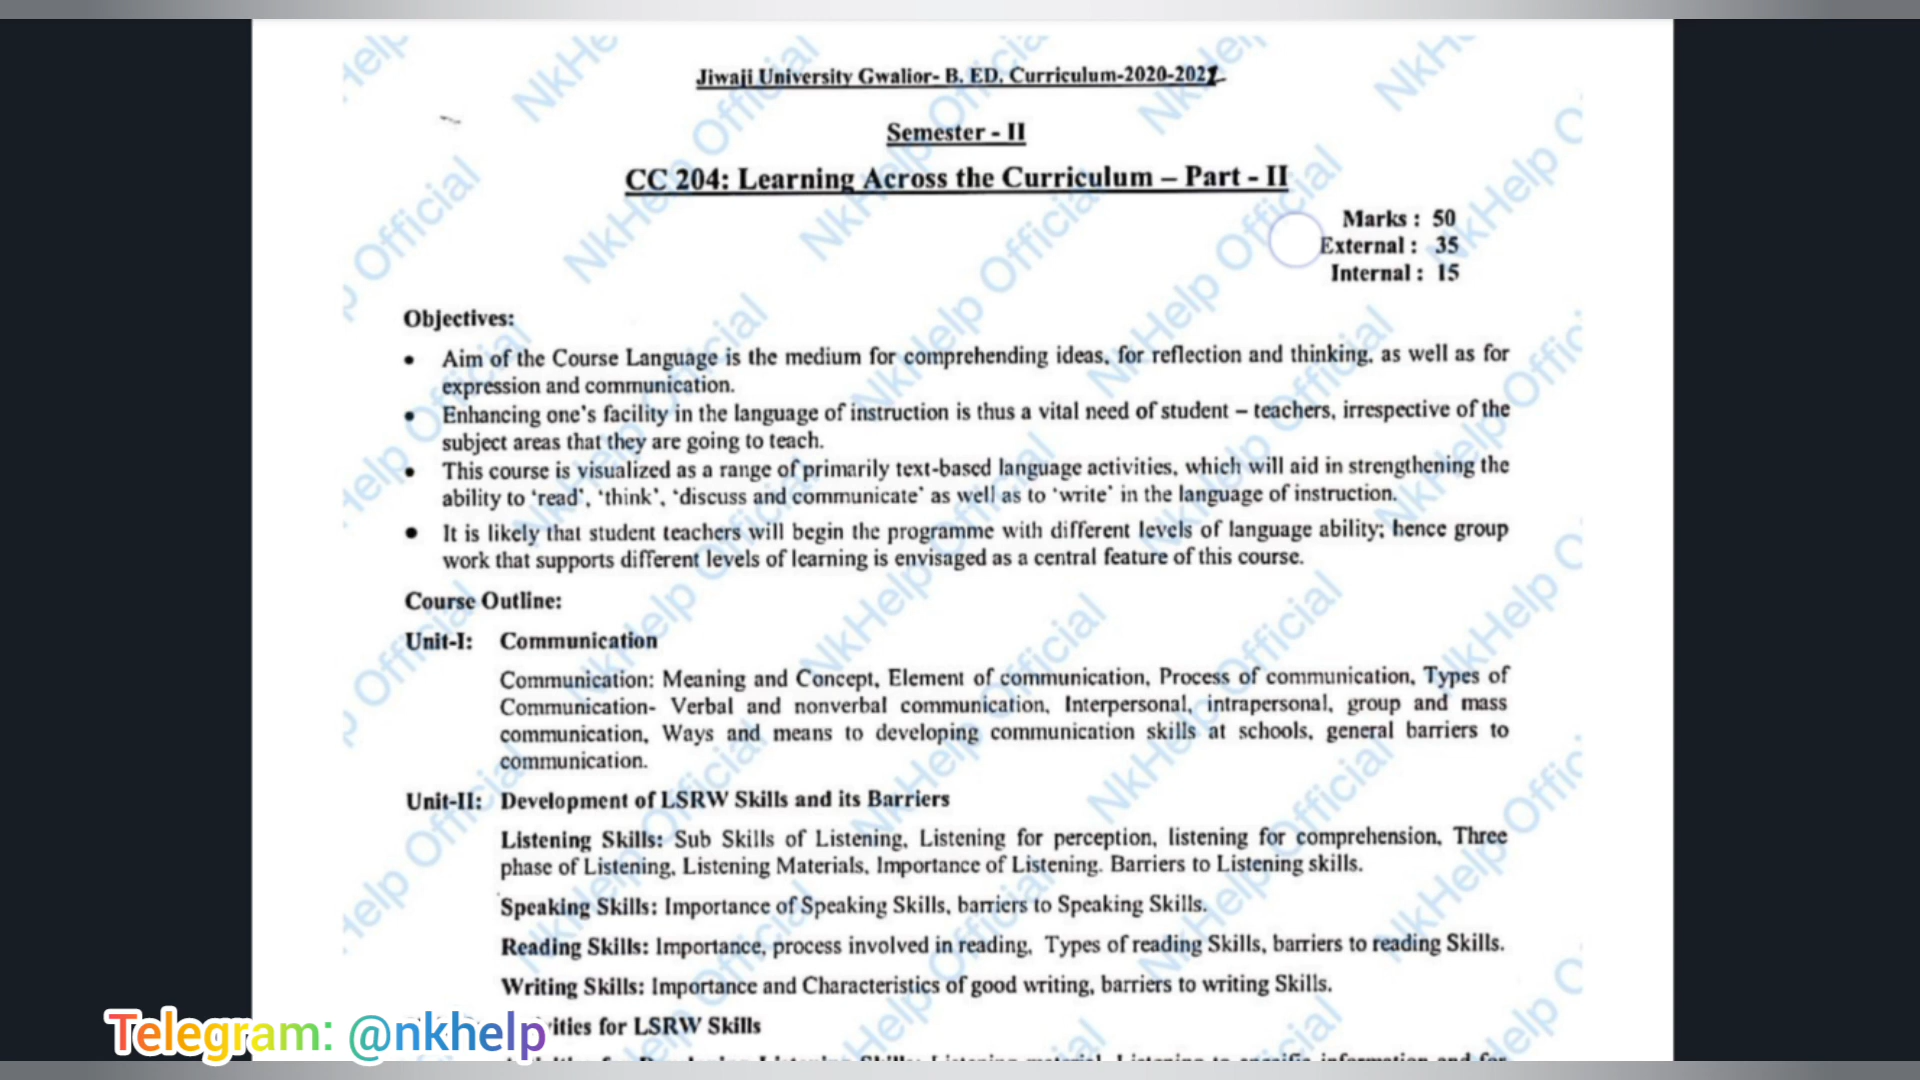 Jiwaji University Gwalior- B. ED. Curriculum-2020-2022
Semester - II
CC 204: Learning Across the Curriculum – Part - II
Marks : 50
External : 35
Internal : 15
Objectives:
• Aim of the Course Language is the medium for comprehending ideas, for reflection and thinking, as well as for
expression and communication.
• Enhancing one's facility in the language of instruction is thus a vital need of student – teachers, irrespective of the
subject areas that they are going to teach.
• This course is visualized as a range of primarily text-based language activities, which will aid in strengthening the
ability to 'read', 'think', 'discuss and communicate' as well as to 'write' in the language of instruction.
• It is likely that student teachers will begin the programme with different levels of language ability; hence group
work that supports different levels of learning is envisaged as a central feature of this course.
Course Outline:
Unit-I: Communication
Communication: Meaning and Concept, Element of communication, Process of communication, Types of
Communication- Verbal and nonverbal communication, Interpersonal, intrapersonal, group and mass
communication, Ways and means to developing communication skills at schools, general barriers to
communication.
Unit-II: Development of LSRW Skills and its Barriers
Listening Skills: Sub Skills of Listening, Listening for perception, listening for comprehension, Three
phase of Listening, Listening Materials, Importance of Listening. Barriers to Listening skills.
Speaking Skills: Importance of Speaking Skills, barriers to Speaking Skills.
Reading Skills: Importance, process involved in reading, Types of reading Skills, barriers to reading Skills.
Writing Skills: Importance and Characteristics of good writing, barriers to writing Skills.
vities for LSRW Skills
Telegram: @nkhelp
NkHelp Official